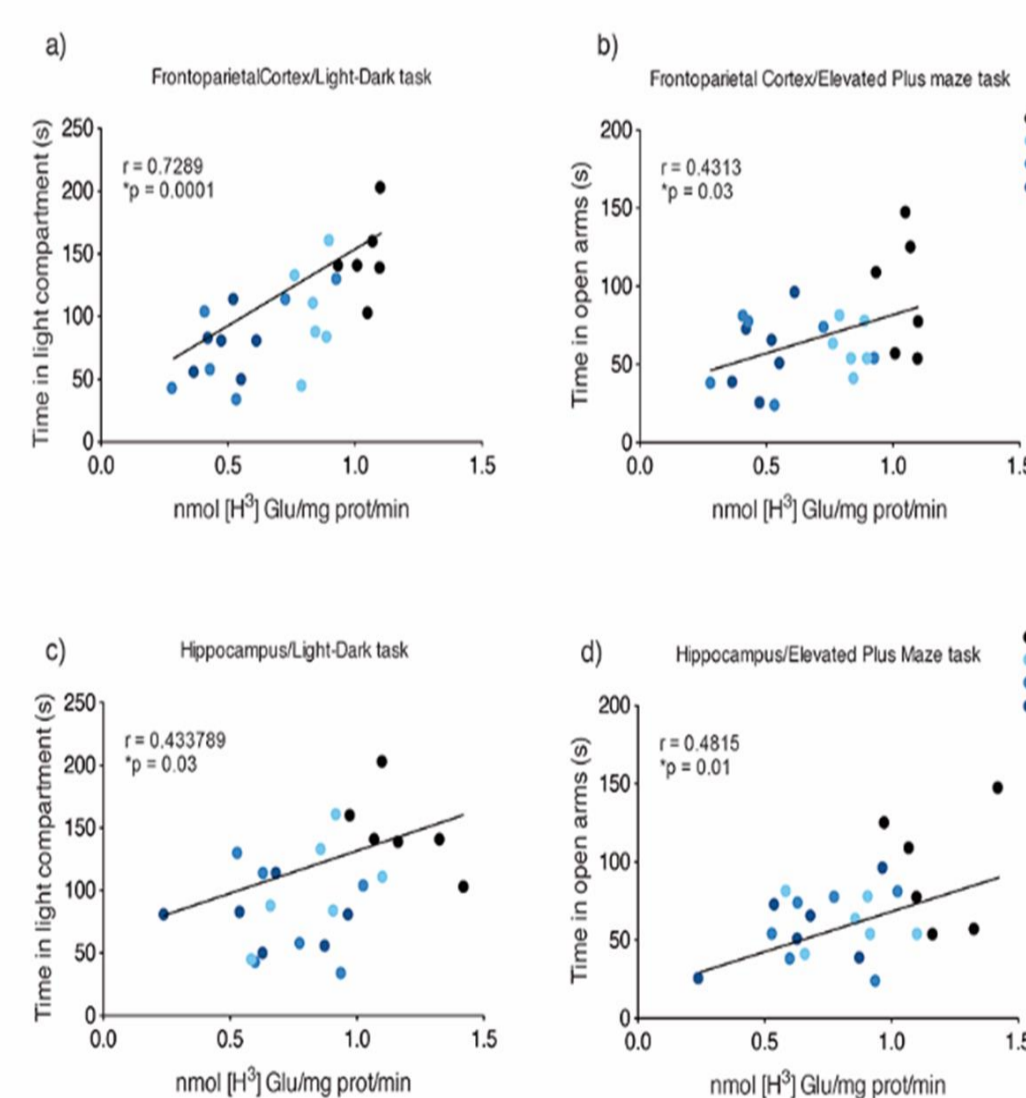 a)
FrontoparietalCortex/Light-Dark task
Time in light compartment (s)
250
200
150
100
50
0
r = 0.7289
*p = 0.0001
0.0 0.5 1.0 1.5
nmol [H³] Glu/mg prot/min
b)
Frontoparietal Cortex/Elevated Plus maze task
Time in open arms (s)
200
150
100
50
0
r = 0.4313
*p = 0.03
0.0 0.5 1.0 1.5
nmol [H³] Glu/mg prot/min
c)
Hippocampus/Light-Dark task
Time in light compartment (s)
250
200
150
100
50
0
r = 0.433789
*p = 0.03
0.0 0.5 1.0 1.5
nmol [H³] Glu/mg prot/min
d)
Hippocampus/Elevated Plus Maze task
Time in open arms (s)
200
150
100
50
0
r = 0.4815
*p = 0.01
0.0 0.5 1.0 1.5
nmol [H³] Glu/mg prot/min